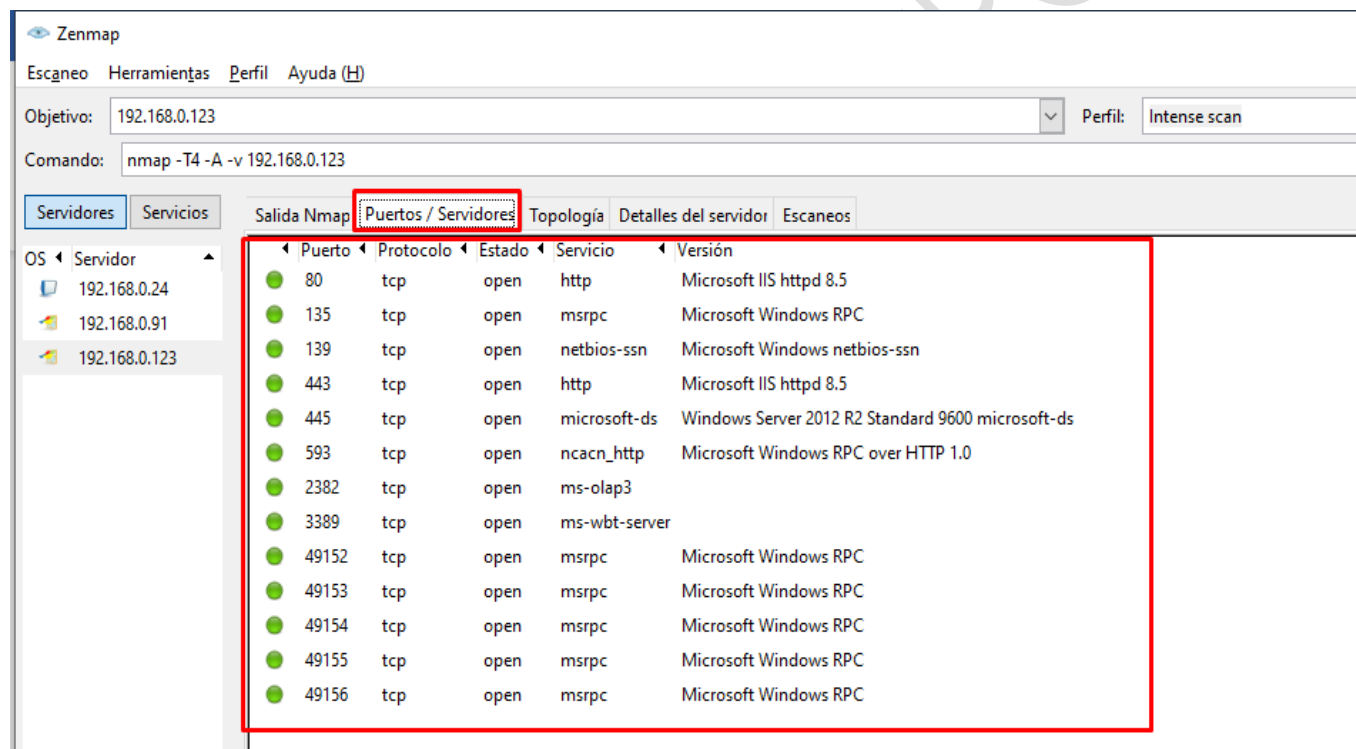 Zenmap
Escaneo Herramientas Perfil Ayuda (H)
Objetivo: 192.168.0.123 Perfil: Intense scan
Comando: nmap -T4 -A -v 192.168.0.123
Servidores Servicios Salida Nmap Puertos / Servidores Topología Detalles del servidor Escaneos
OS Servidor
192.168.0.24
192.168.0.91
192.168.0.123
Puerto Protocolo Estado Servicio Versión
80 tcp open http Microsoft IIS httpd 8.5
135 tcp open msrpc Microsoft Windows RPC
139 tcp open netbios-ssn Microsoft Windows netbios-ssn
443 tcp open http Microsoft IIS httpd 8.5
445 tcp open microsoft-ds Windows Server 2012 R2 Standard 9600 microsoft-ds
593 tcp open ncacn_http Microsoft Windows RPC over HTTP 1.0
2382 tcp open ms-olap3
3389 tcp open ms-wbt-server
49152 tcp open msrpc Microsoft Windows RPC
49153 tcp open msrpc Microsoft Windows RPC
49154 tcp open msrpc Microsoft Windows RPC
49155 tcp open msrpc Microsoft Windows RPC
49156 tcp open msrpc Microsoft Windows RPC